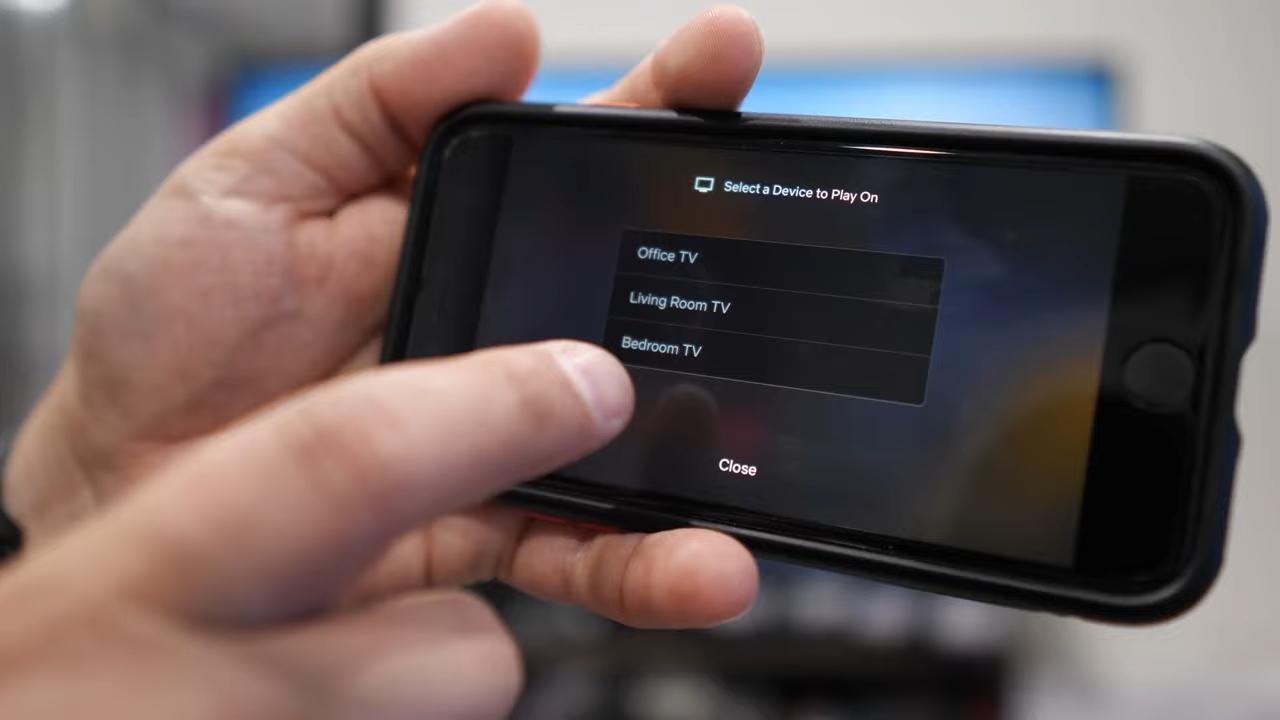 Select a Device to Play On
Office TV
Living Room TV
Bedroom TV
Close